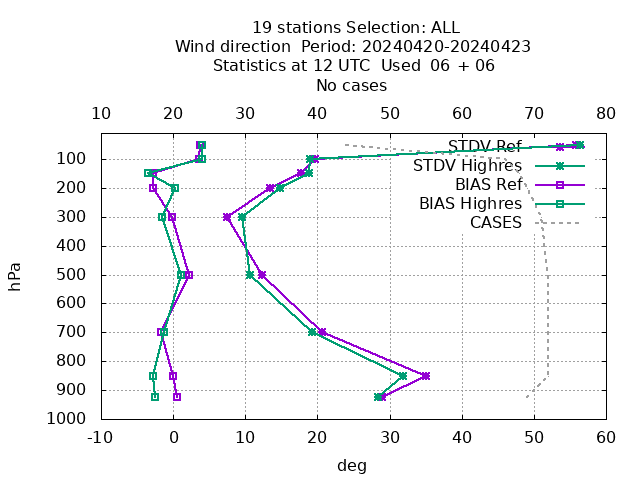 19 stations Selection: ALL
Wind direction  Period: 20240420-20240423
Statistics at 12 UTC  Used  06 + 06
No cases
10 20 30 40 50 60 70 80
STDV Ref
STDV Highres
BIAS Ref
BIAS Highres
CASES
100
200
300
400
500
600
700
800
900
1000
hPa
-10 0 10 20 30 40 50 60
deg